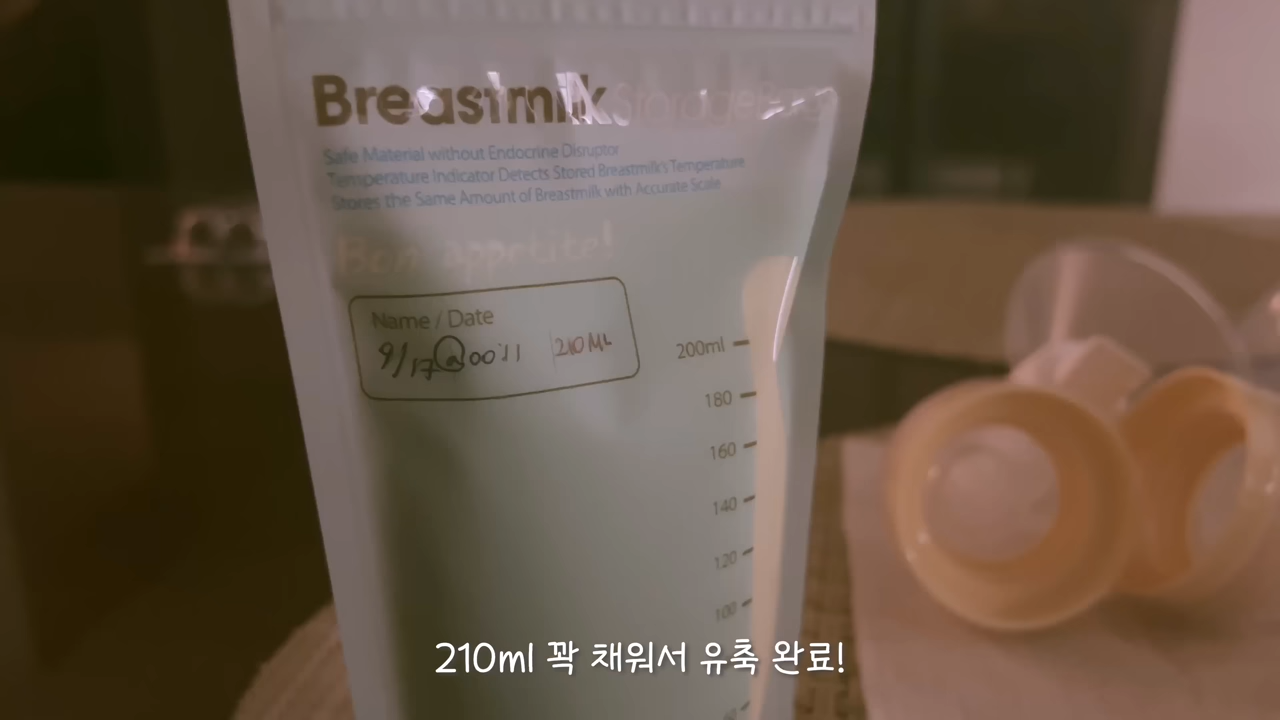 Breastmilk Storage Bag
Safe Material without Endocrine Disruptor
Temperature Indicator Detects Stored Breastmilk's Temperature
Stores the Same Amount of Breastmilk with Accurate Scale
Bon appetite!
Name / Date
9/17 @ 00:11 210 ML
200ml
180
160
140
120
100
210ml 꽉 채워서 유축 완료!